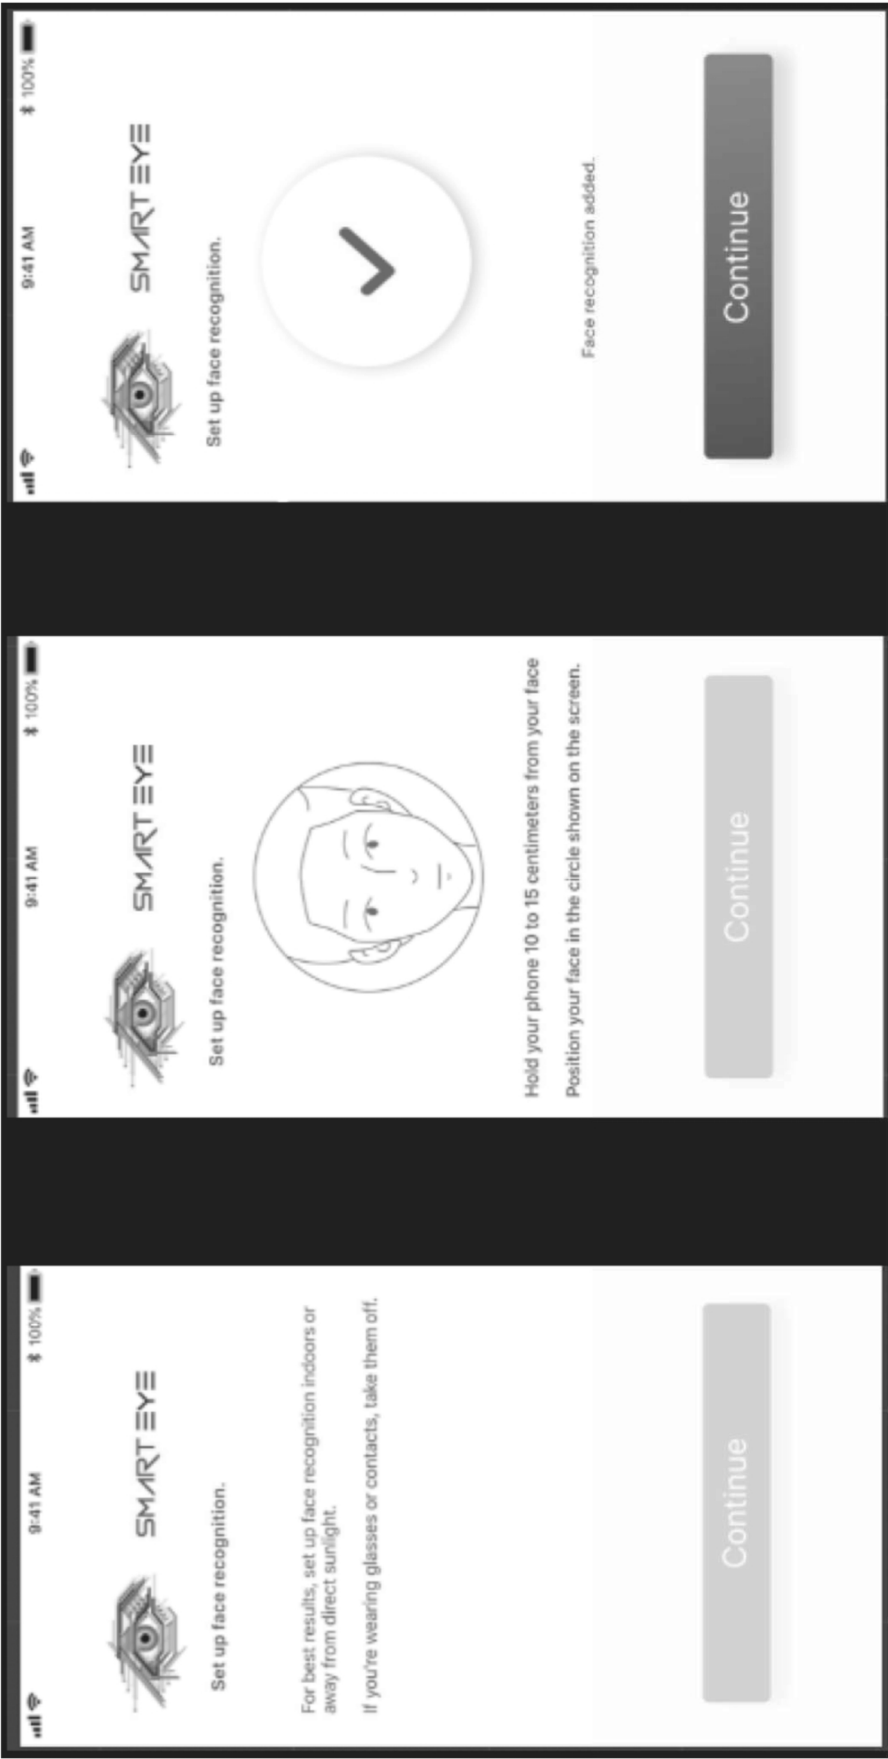 9:41 AM
100%
SMART EYE
Set up face recognition.
For best results, set up face recognition indoors or
away from direct sunlight.
If you're wearing glasses or contacts, take them off.
Continue
9:41 AM
100%
SMART EYE
Set up face recognition.
Hold your phone 10 to 15 centimeters from your face
Position your face in the circle shown on the screen.
Continue
9:41 AM
100%
SMART EYE
Set up face recognition.
Face recognition added.
Continue